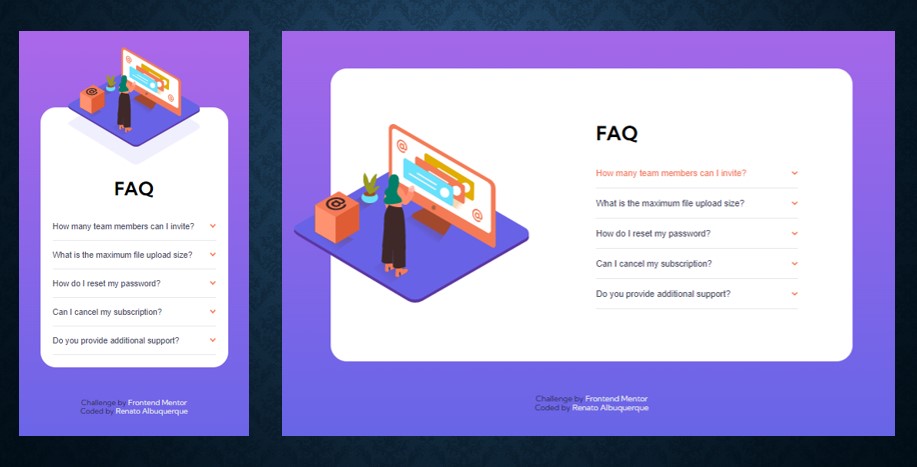 FAQ
How many team members can I invite?
What is the maximum file upload size?
How do I reset my password?
Can I cancel my subscription?
Do you provide additional support?
Challenge by Frontend Mentor
Coded by Renato Albuquerque
FAQ
How many team members can I invite?
What is the maximum file upload size?
How do I reset my password?
Can I cancel my subscription?
Do you provide additional support?
Challenge by Frontend Mentor
Coded by Renato Albuquerque